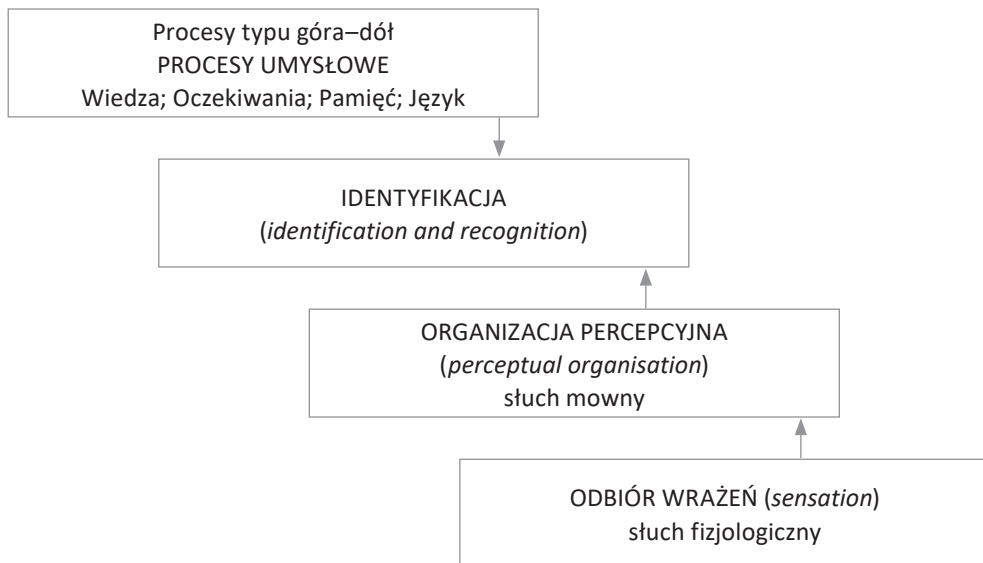 Procesy typu góra–dół
PROCESY UMYSŁOWE
Wiedza; Oczekiwania; Pamięć; Język
IDENTYFIKACJA
(identification and recognition)
ORGANIZACJA PERCEPCYJNA
(perceptual organisation)
słuch mowny
ODBIÓR WRAŻEŃ (sensation)
słuch fizjologiczny